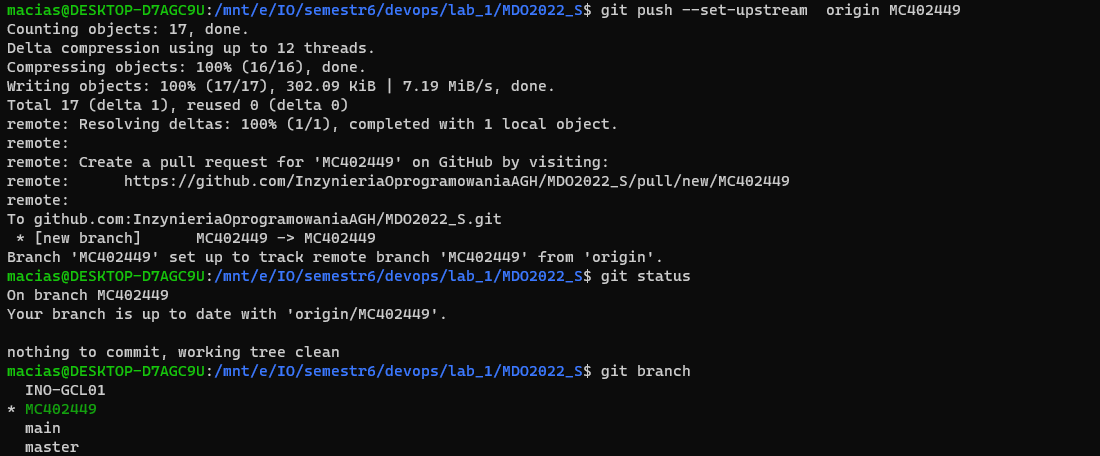 macias@DESKTOP-D7AGC9U:/mnt/e/IO/semestr6/devops/lab_1/MDO2022_S$ git push --set-upstream  origin MC402449
Counting objects: 17, done.
Delta compression using up to 12 threads.
Compressing objects: 100% (16/16), done.
Writing objects: 100% (17/17), 302.09 KiB | 7.19 MiB/s, done.
Total 17 (delta 1), reused 0 (delta 0)
remote: Resolving deltas: 100% (1/1), completed with 1 local object.
remote:
remote: Create a pull request for 'MC402449' on GitHub by visiting:
remote:      https://github.com/InzynieriaOprogramowaniaAGH/MDO2022_S/pull/new/MC402449
remote:
To github.com:InzynieriaOprogramowaniaAGH/MDO2022_S.git
 * [new branch]      MC402449 -> MC402449
Branch 'MC402449' set up to track remote branch 'MC402449' from 'origin'.
macias@DESKTOP-D7AGC9U:/mnt/e/IO/semestr6/devops/lab_1/MDO2022_S$ git status
On branch MC402449
Your branch is up to date with 'origin/MC402449'.

nothing to commit, working tree clean
macias@DESKTOP-D7AGC9U:/mnt/e/IO/semestr6/devops/lab_1/MDO2022_S$ git branch
  INO-GCL01
* MC402449
  main
  master